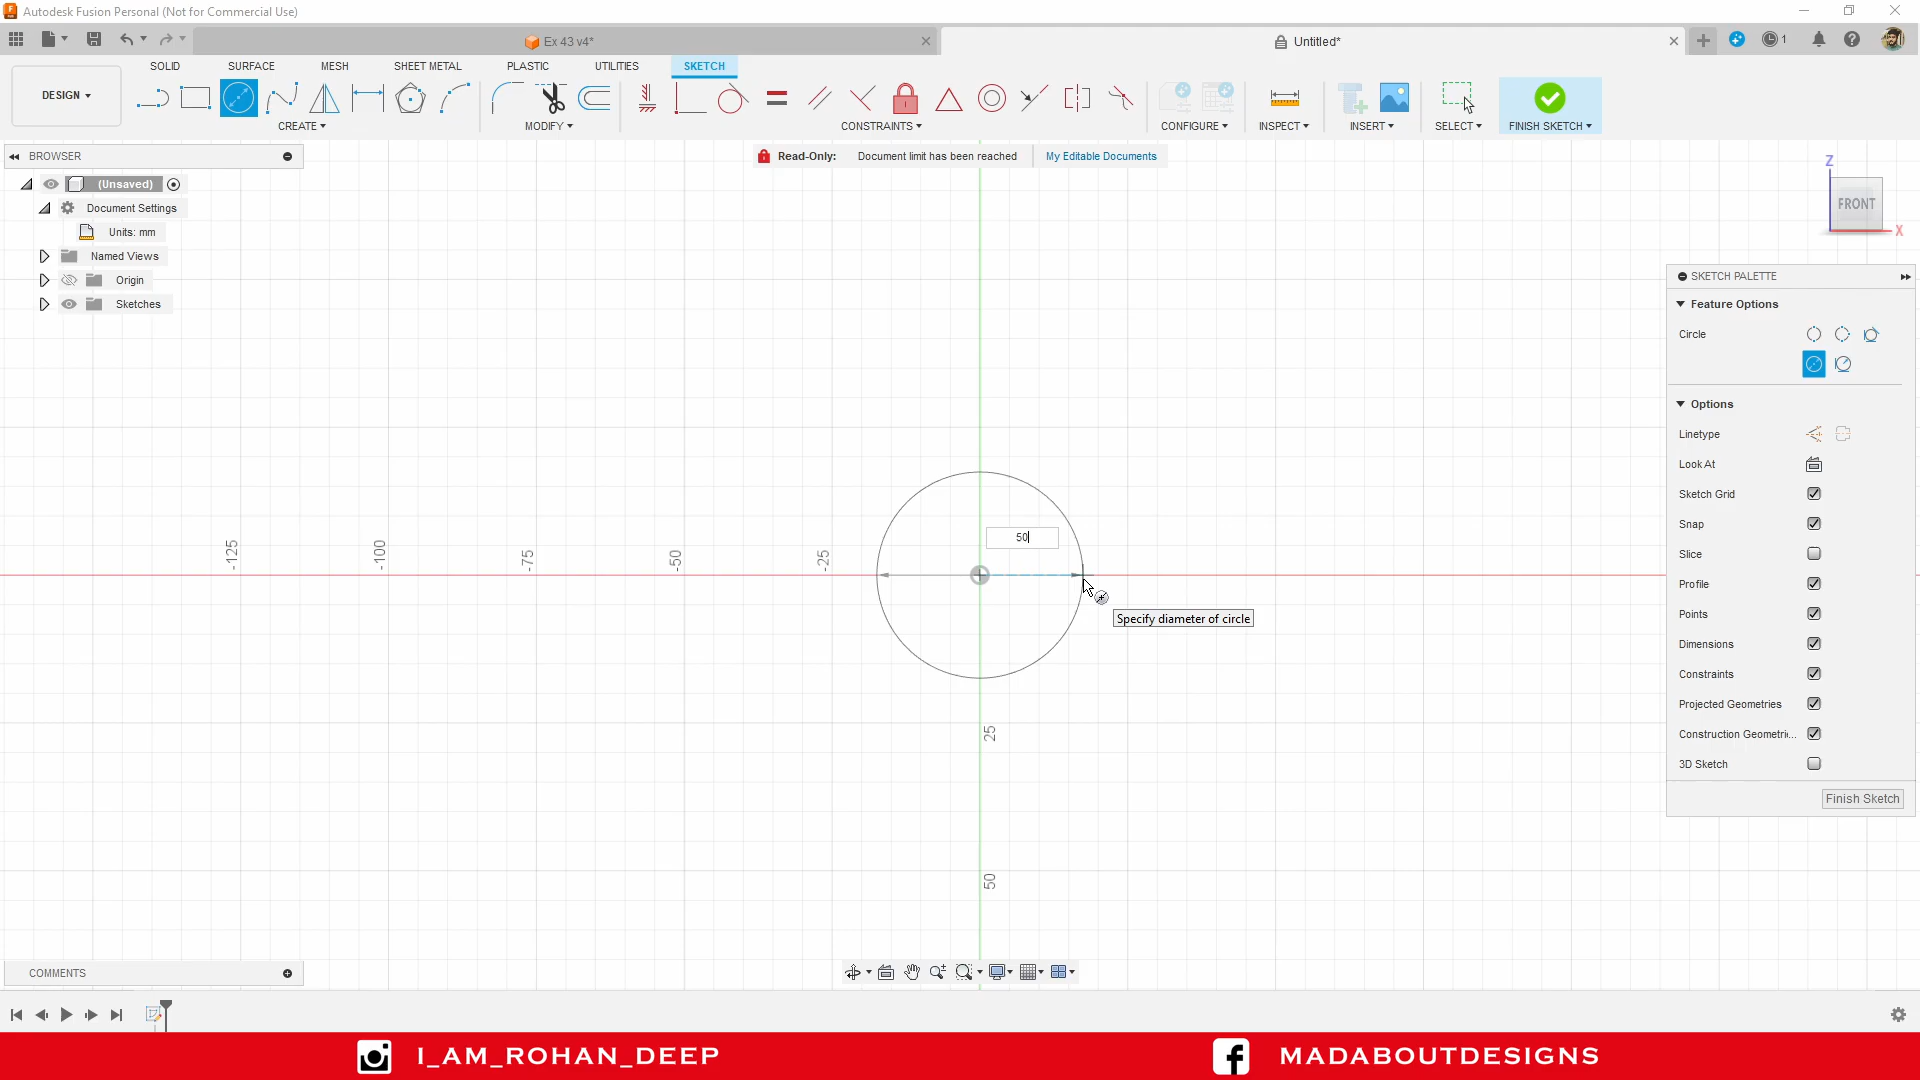 Autodesk Fusion Personal (Not for Commercial Use)
Ex 43 v4*
Untitled*
1
SOLID SURFACE MESH SHEET METAL PLASTIC UTILITIES SKETCH
DESIGN
CREATE MODIFY CONSTRAINTS CONFIGURE INSPECT INSERT SELECT FINISH SKETCH
BROWSER
Read-Only: Document limit has been reached My Editable Documents
(Unsaved)
Document Settings
Units: mm
Named Views
Origin
Sketches
Z
FRONT
X
SKETCH PALETTE
Feature Options
Circle
Options
Linetype
Look At
Sketch Grid
Snap
Slice
Profile
Points
Dimensions
Constraints
Projected Geometries
Construction Geometri...
3D Sketch
Finish Sketch
50
-125
-100
-75
-50
-25
Specify diameter of circle
25
50
COMMENTS
I_AM_ROHAN_DEEP
MADABOUTDESIGNS